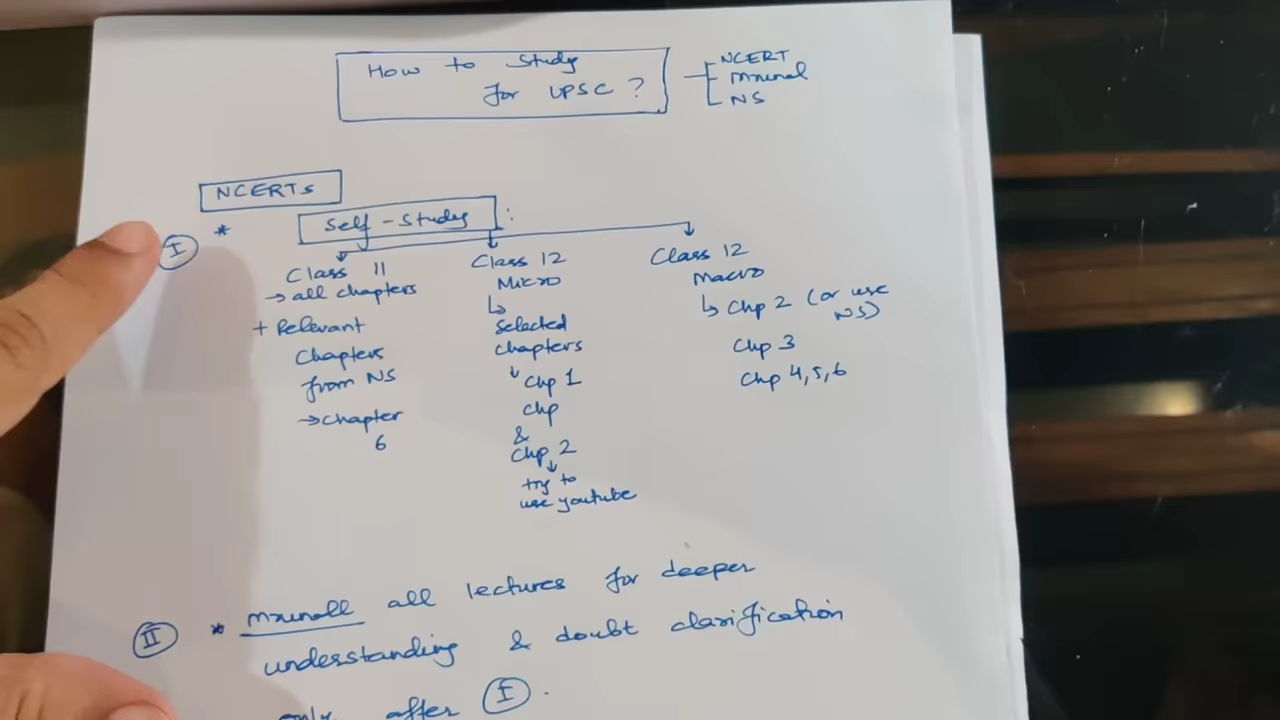 How to study
for UPSC ?
NCERT
mrunal
NS
NCERTs
I * Self-Study :
Class 11
→ all chapters
+ Relevant
Chapters
from NS
→ chapter
6
Class 12
Micro
↳
selected
chapters
↓ Chp 1
chp
&
Chp 2
↓
try to
use youtube
Class 12
Macro
↳ Chp 2 (or use
NS)
Chp 3
Chp 4,5,6
II * mrunall all lectures for deeper
understanding & doubt clarification
only after I .